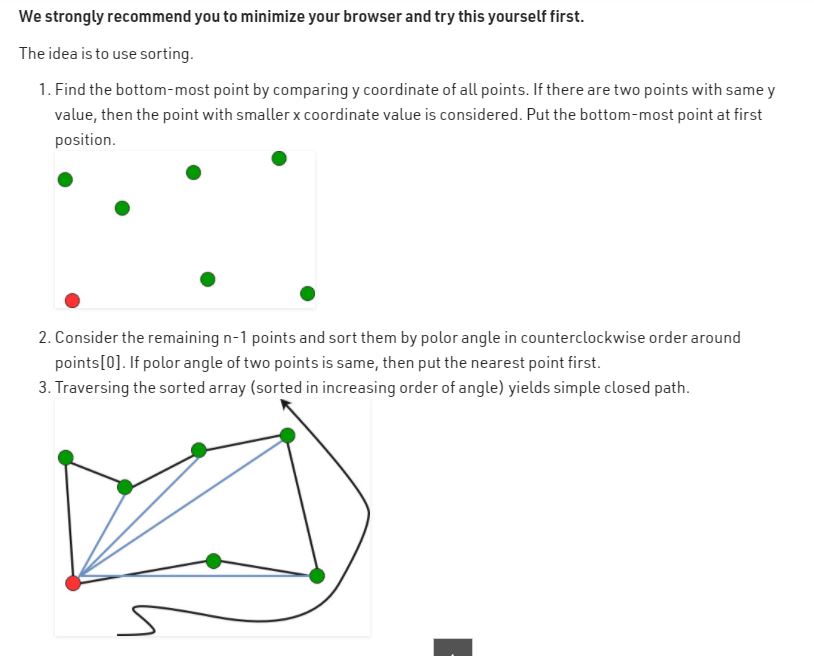 We strongly recommend you to minimize your browser and try this yourself first.
The idea is to use sorting.
1. Find the bottom-most point by comparing y coordinate of all points. If there are two points with same y
value, then the point with smaller x coordinate value is considered. Put the bottom-most point at first
position.
2. Consider the remaining n-1 points and sort them by polor angle in counterclockwise order around
points[0]. If polor angle of two points is same, then put the nearest point first.
3. Traversing the sorted array (sorted in increasing order of angle) yields simple closed path.